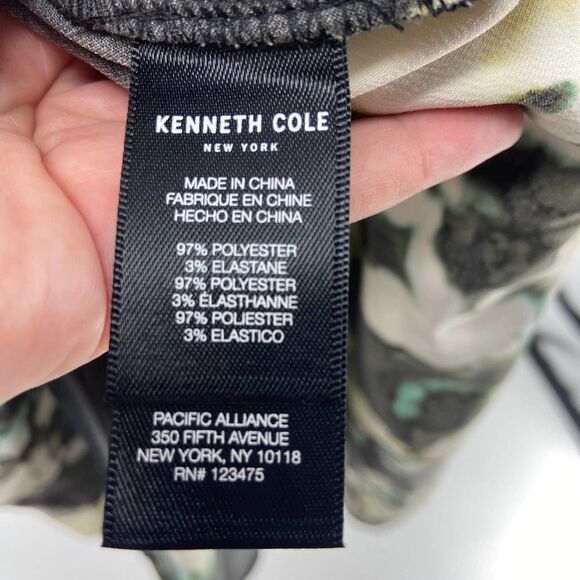 KENNETH COLE
NEW YORK
MADE IN CHINA
FABRIQUE EN CHINE
HECHO EN CHINA
97% POLYESTER
3% ELASTANE
97% POLYESTER
3% ÉLASTHANNE
97% POLIESTER
3% ELASTICO
PACIFIC ALLIANCE
350 FIFTH AVENUE
NEW YORK, NY 10118
RN# 123475